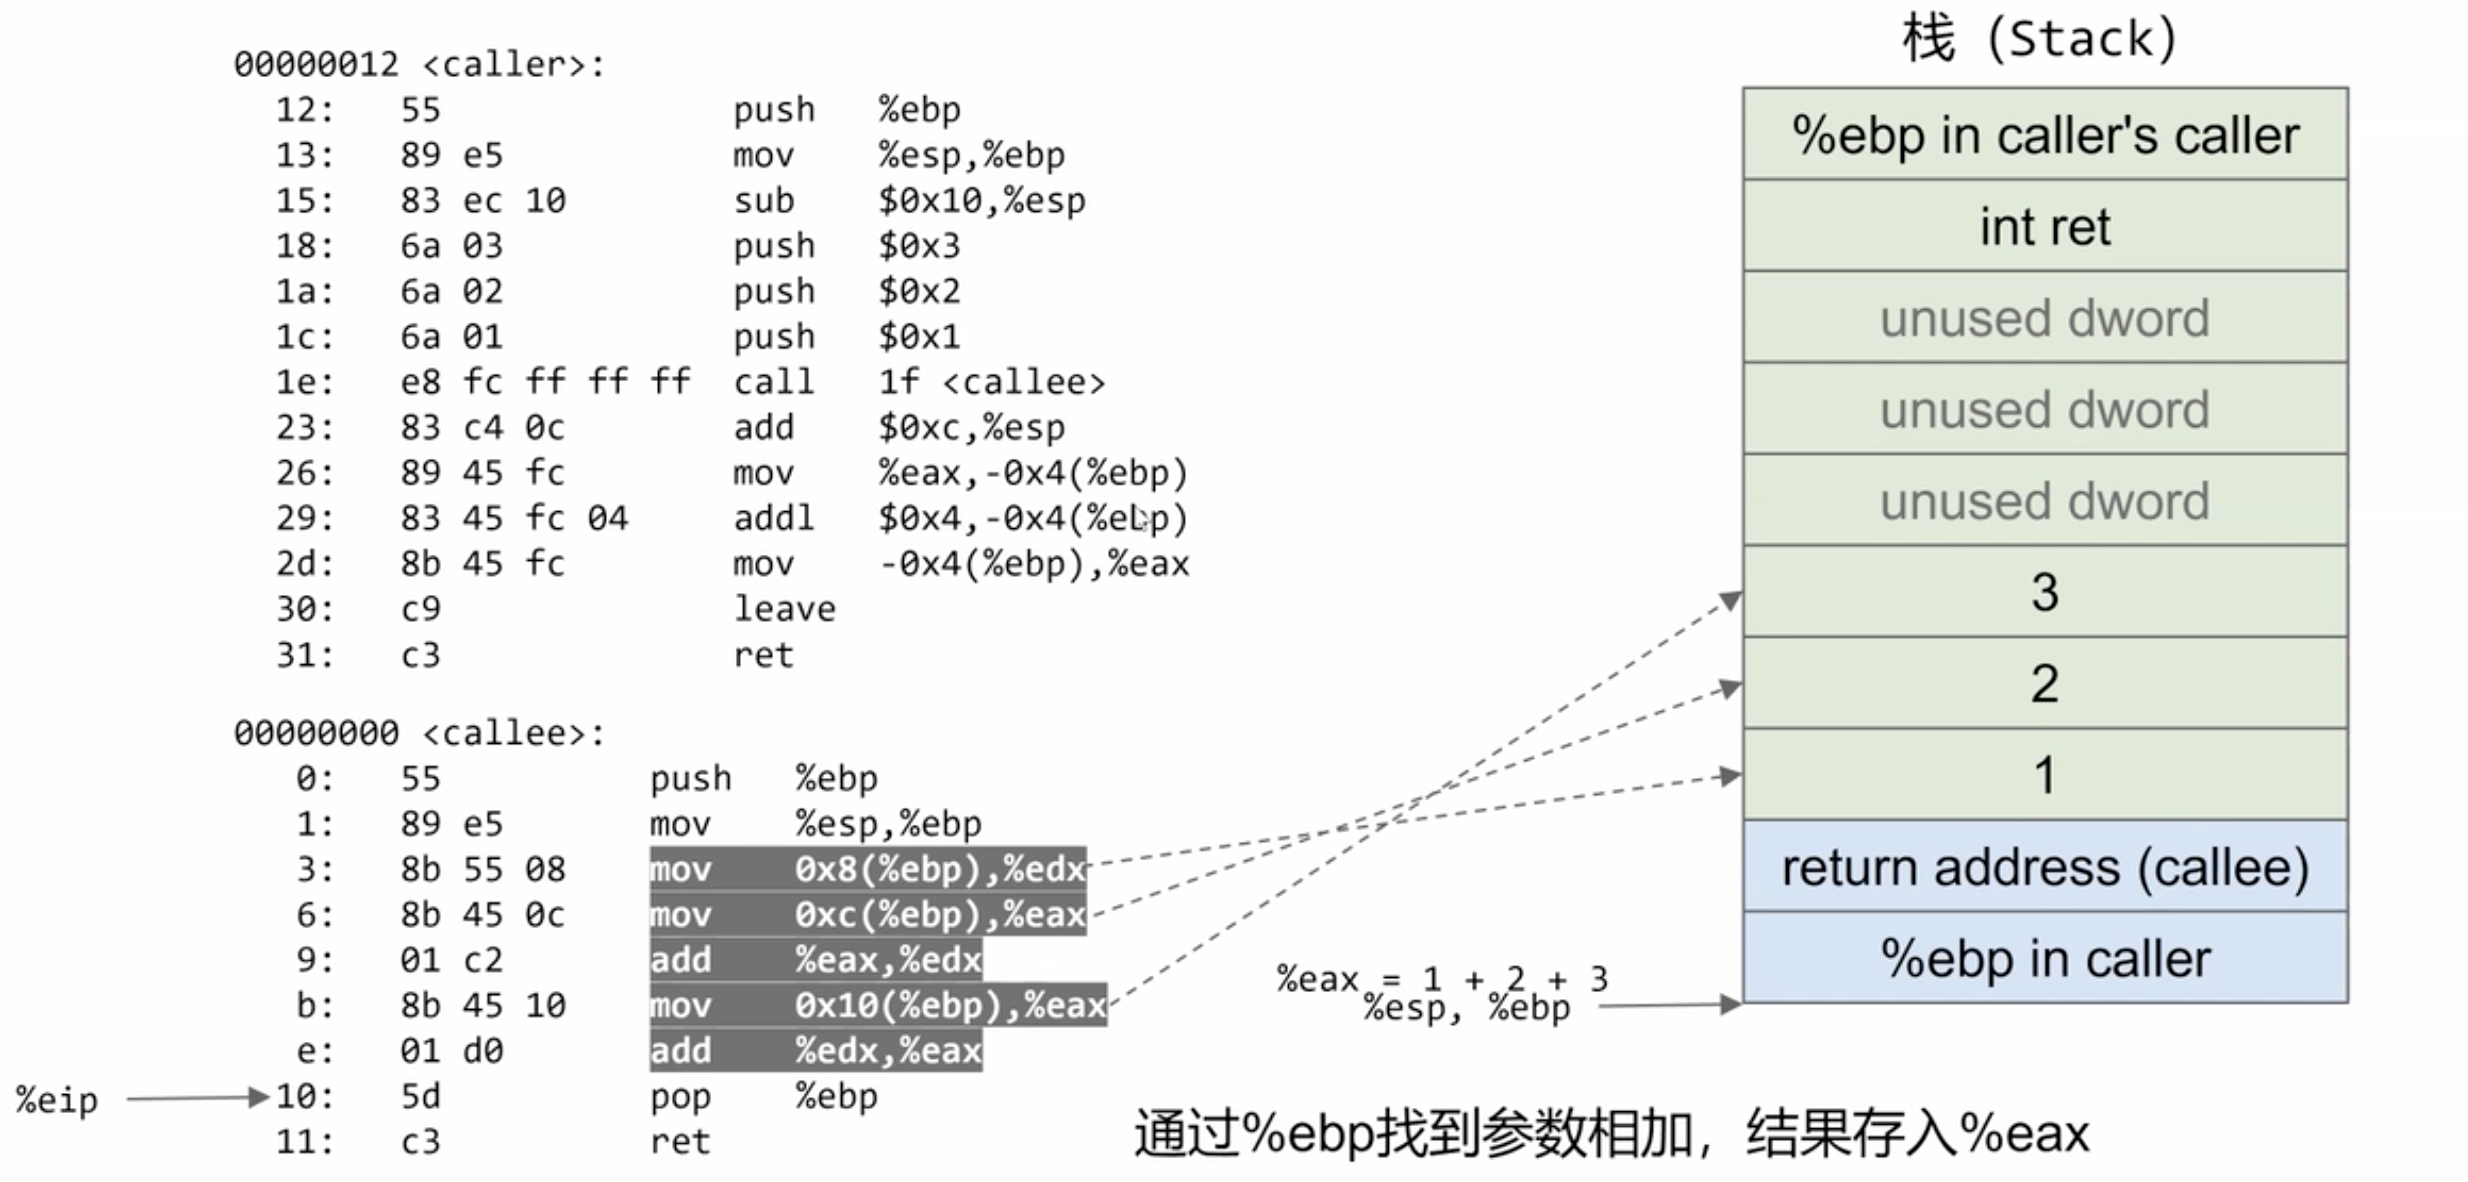 00000012 <caller>:
12: 55 push %ebp
13: 89 e5 mov %esp,%ebp
15: 83 ec 10 sub $0x10,%esp
18: 6a 03 push $0x3
1a: 6a 02 push $0x2
1c: 6a 01 push $0x1
1e: e8 fc ff ff ff call 1f <callee>
23: 83 c4 0c add $0xc,%esp
26: 89 45 fc mov %eax,-0x4(%ebp)
29: 83 45 fc 04 addl $0x4,-0x4(%ebp)
2d: 8b 45 fc mov -0x4(%ebp),%eax
30: c9 leave
31: c3 ret
00000000 <callee>:
0: 55 push %ebp
1: 89 e5 mov %esp,%ebp
3: 8b 55 08 mov 0x8(%ebp),%edx
6: 8b 45 0c mov 0xc(%ebp),%eax
9: 01 c2 add %eax,%edx
b: 8b 45 10 mov 0x10(%ebp),%eax
e: 01 d0 add %edx,%eax
%eip 10: 5d pop %ebp
11: c3 ret
栈（Stack）
%ebp in caller's caller
int ret
unused dword
unused dword
unused dword
3
2
1
return address (callee)
%ebp in caller
%eax = 1 + 2 + 3
%esp, %ebp
通过%ebp找到参数相加，结果存入%eax